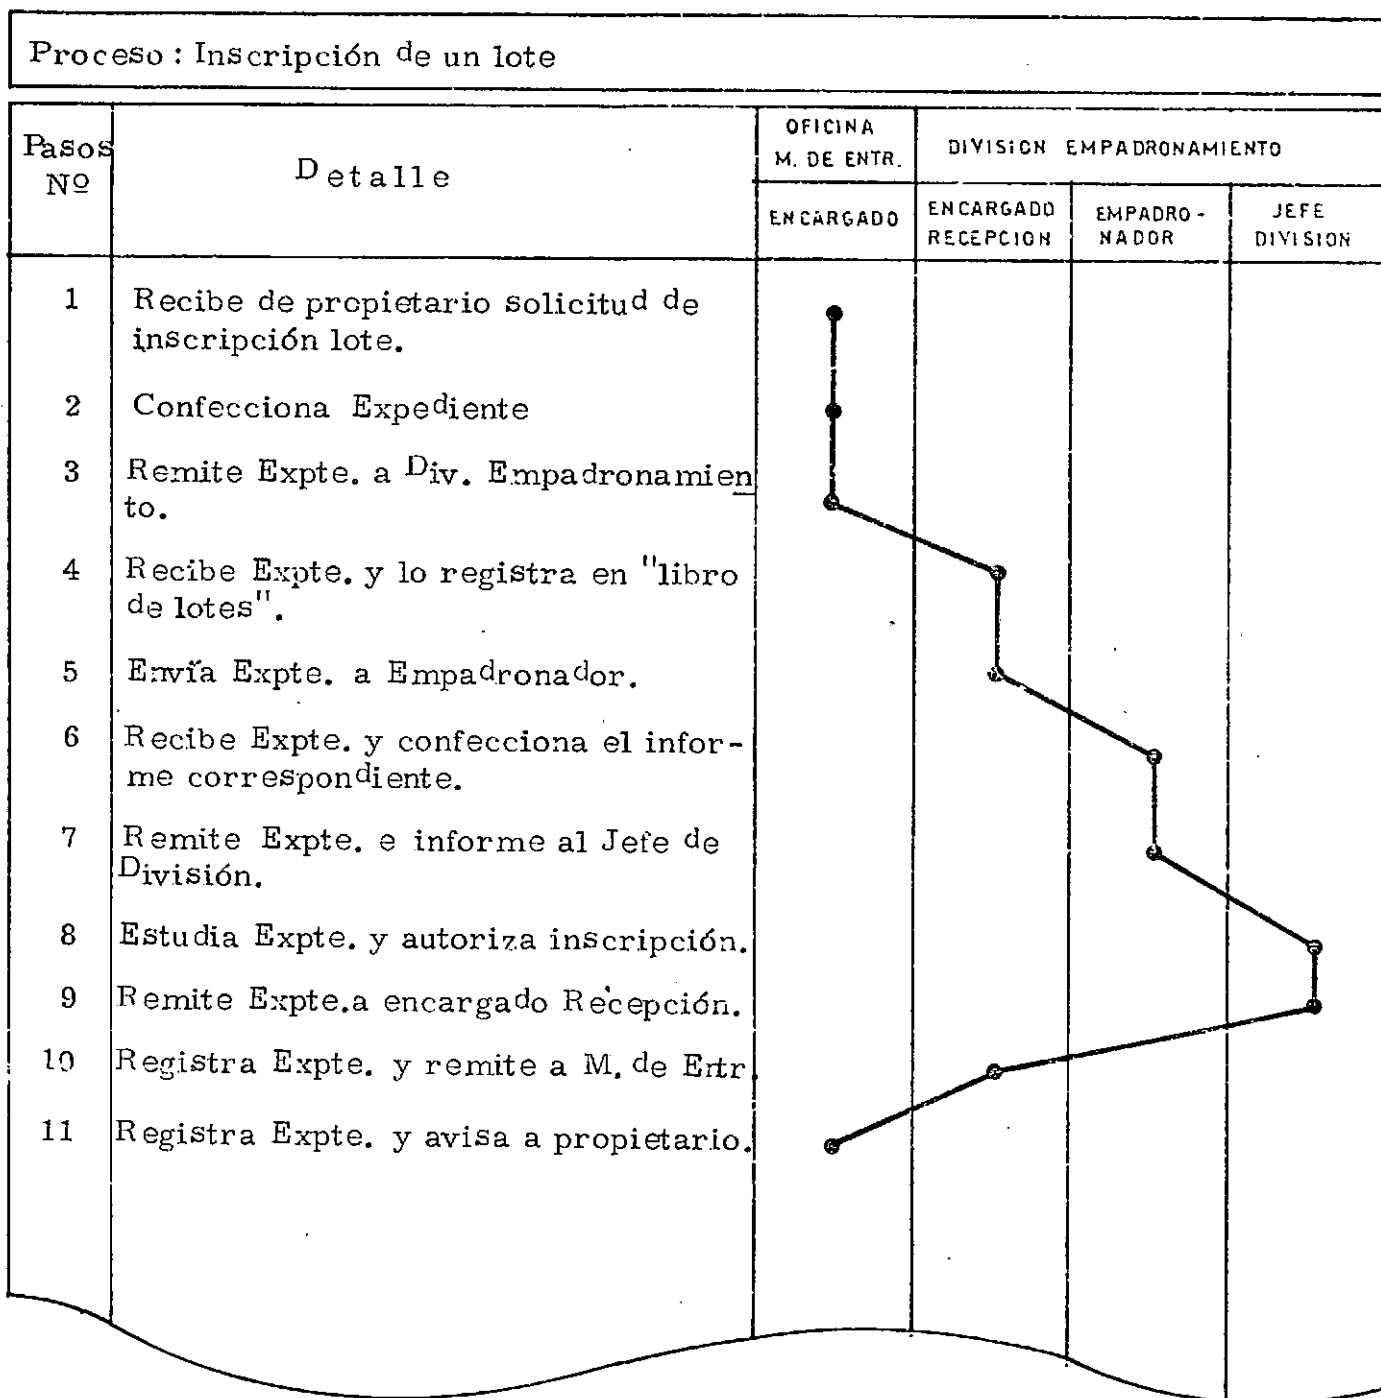 Proceso : Inscripción de un lote
Pasos
Nº
Detalle
OFICINA
M. DE ENTR.
DIVISION EMPADRONAMIENTO
ENCARGADO
ENCARGADO
RECEPCION
EMPADRO-
NADOR
JEFE
DIVISION
1 Recibe de propietario solicitud de
inscripción lote.
2 Confecciona Expediente
3 Remite Expte. a Div. Empadronamien
to.
4 Recibe Expte. y lo registra en "libro
de lotes".
5 Envía Expte. a Empadronador.
6 Recibe Expte. y confecciona el infor-
me correspondiente.
7 Remite Expte. e informe al Jefe de
División.
8 Estudia Expte. y autoriza inscripción.
9 Remite Expte.a encargado Recepción.
10 Registra Expte. y remite a M. de Entr
11 Registra Expte. y avisa a propietario.